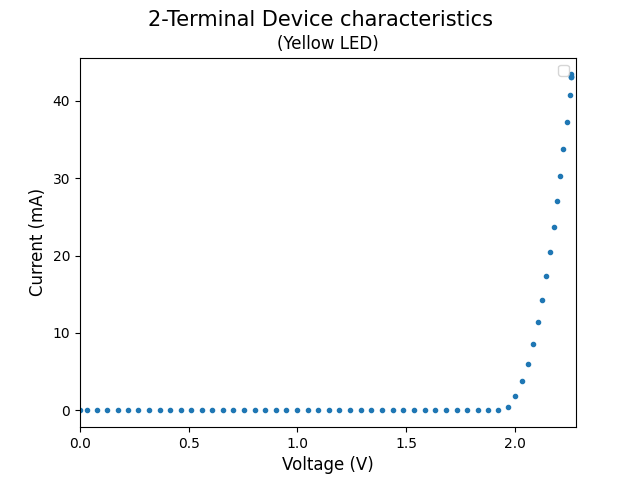 2-Terminal Device characteristics
(Yellow LED)
40
30
20
10
0
Current (mA)
0.0 0.5 1.0 1.5 2.0
Voltage (V)